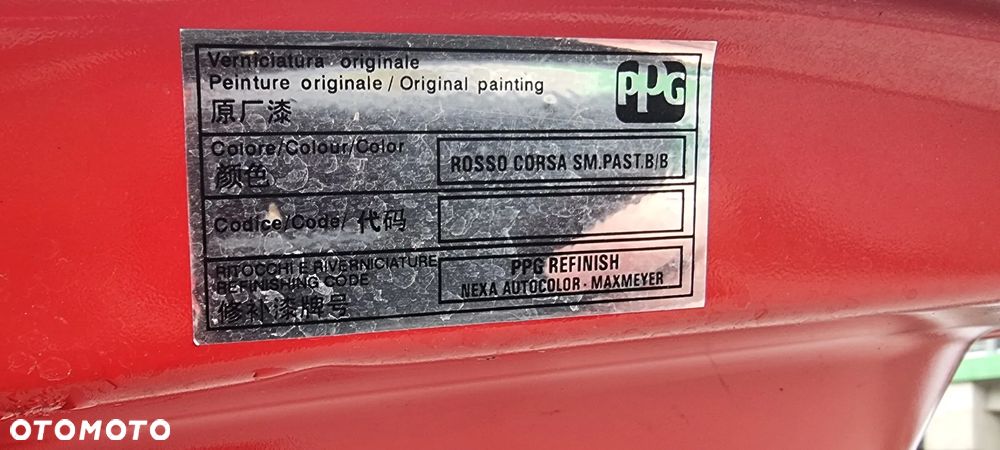 Verniciatura originale
Peinture originale / Original painting
原厂漆
PPG
Colore/Colour/Color
颜色
ROSSO CORSA SM.PAST.B/B
Codice/Code/ 代码
RITOCCHI E RIVERNICIATURE
REFINISHING CODE
修补漆牌号
PPG REFINISH
NEXA AUTOCOLOR - MAXMEYER
OTOMOTO